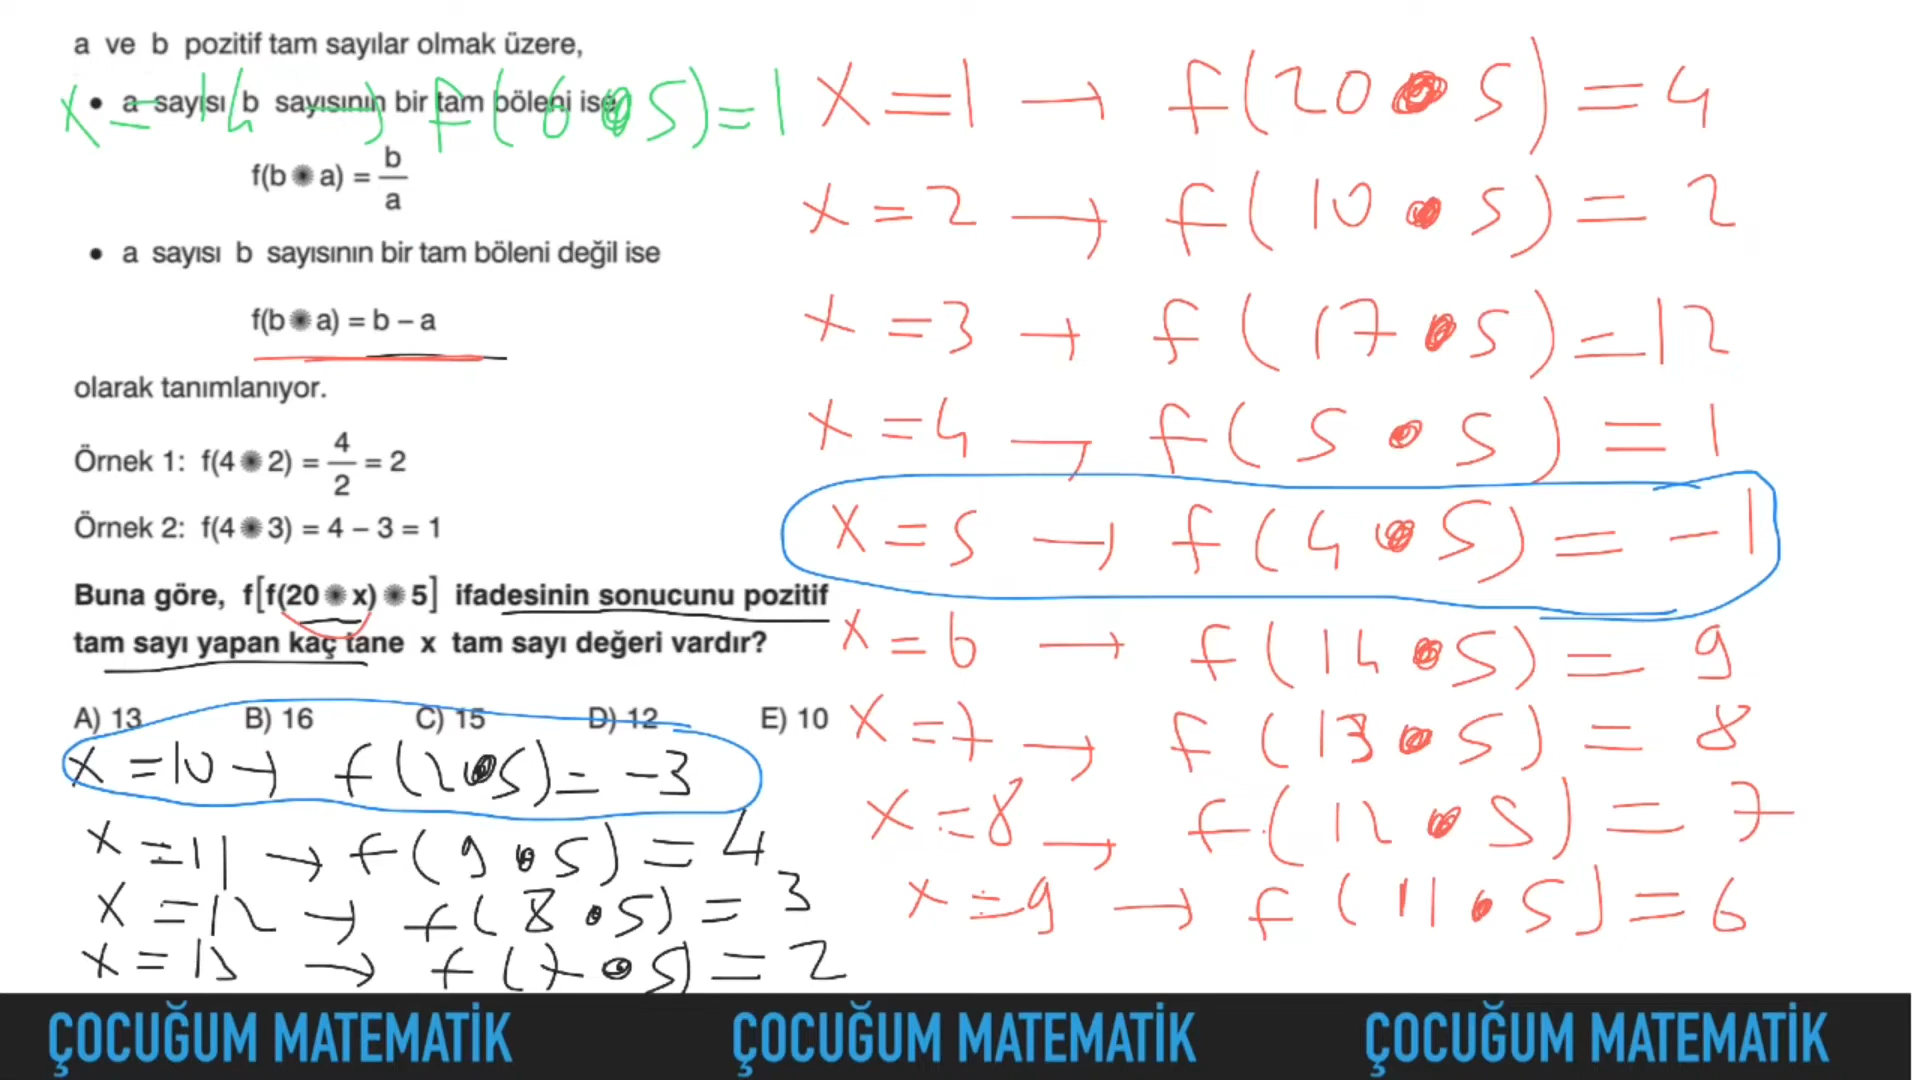 a ve b pozitif tam sayılar olmak üzere,
x = 14 → f(6 ● 5) = 1
• a sayısı b sayısının bir tam böleni ise
f(b ✺ a) = b/a
• a sayısı b sayısının bir tam böleni değil ise
f(b ✺ a) = b – a
olarak tanımlanıyor.
Örnek 1: f(4 ✺ 2) = 4/2 = 2
Örnek 2: f(4 ✺ 3) = 4 – 3 = 1
Buna göre, f[f(20 ✺ x) ✺ 5] ifadesinin sonucunu pozitif
tam sayı yapan kaç tane x tam sayı değeri vardır?
A) 13 B) 16 C) 15 D) 12 E) 10
x = 10 → f(2 ● 5) = -3
x = 11 → f(9 ● 5) = 4
x = 12 → f(8 ● 5) = 3
x = 13 → f(7 ● 5) = 2
x = 1 → f(20 ● 5) = 4
x = 2 → f(10 ● 5) = 2
x = 3 → f(17 ● 5) = 12
x = 4 → f(5 ● 5) = 1
x = 5 → f(4 ● 5) = -1
x = 6 → f(14 ● 5) = 9
x = 7 → f(13 ● 5) = 8
x = 8 → f(12 ● 5) = 7
x = 9 → f(11 ● 5) = 6
ÇOCUĞUM MATEMATİK ÇOCUĞUM MATEMATİK ÇOCUĞUM MATEMATİK